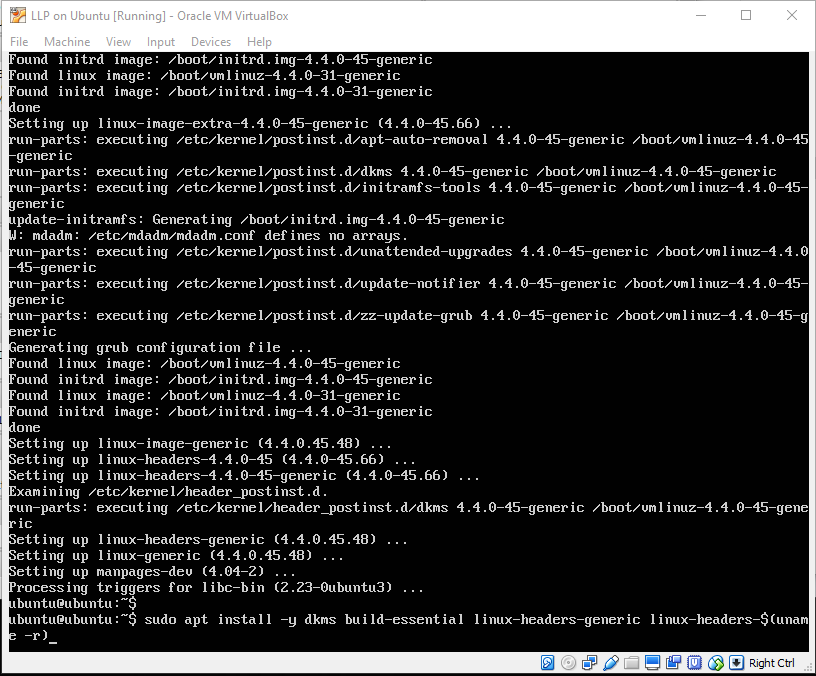 LLP on Ubuntu [Running] - Oracle VM VirtualBox
File Machine View Input Devices Help
Found initrd image: /boot/initrd.img-4.4.0-45-generic
Found linux image: /boot/vmlinuz-4.4.0-31-generic
Found initrd image: /boot/initrd.img-4.4.0-31-generic
done
Setting up linux-image-extra-4.4.0-45-generic (4.4.0-45.66) ...
run-parts: executing /etc/kernel/postinst.d/apt-auto-removal 4.4.0-45-generic /boot/vmlinuz-4.4.0-45
-generic
run-parts: executing /etc/kernel/postinst.d/dkms 4.4.0-45-generic /boot/vmlinuz-4.4.0-45-generic
run-parts: executing /etc/kernel/postinst.d/initramfs-tools 4.4.0-45-generic /boot/vmlinuz-4.4.0-45-
generic
update-initramfs: Generating /boot/initrd.img-4.4.0-45-generic
W: mdadm: /etc/mdadm/mdadm.conf defines no arrays.
run-parts: executing /etc/kernel/postinst.d/unattended-upgrades 4.4.0-45-generic /boot/vmlinuz-4.4.0
-45-generic
run-parts: executing /etc/kernel/postinst.d/update-notifier 4.4.0-45-generic /boot/vmlinuz-4.4.0-45-
generic
run-parts: executing /etc/kernel/postinst.d/zz-update-grub 4.4.0-45-generic /boot/vmlinuz-4.4.0-45-g
eneric
Generating grub configuration file ...
Found linux image: /boot/vmlinuz-4.4.0-45-generic
Found initrd image: /boot/initrd.img-4.4.0-45-generic
Found linux image: /boot/vmlinuz-4.4.0-31-generic
Found initrd image: /boot/initrd.img-4.4.0-31-generic
done
Setting up linux-image-generic (4.4.0.45.48) ...
Setting up linux-headers-4.4.0-45 (4.4.0-45.66) ...
Setting up linux-headers-4.4.0-45-generic (4.4.0-45.66) ...
Examining /etc/kernel/header_postinst.d.
run-parts: executing /etc/kernel/header_postinst.d/dkms 4.4.0-45-generic /boot/vmlinuz-4.4.0-45-gene
ric
Setting up linux-headers-generic (4.4.0.45.48) ...
Setting up linux-generic (4.4.0.45.48) ...
Setting up manpages-dev (4.04-2) ...
Processing triggers for libc-bin (2.23-0ubuntu3) ...
ubuntu@ubuntu:~$
ubuntu@ubuntu:~$ sudo apt install -y dkms build-essential linux-headers-generic linux-headers-$(unam
e -r)_
Right Ctrl